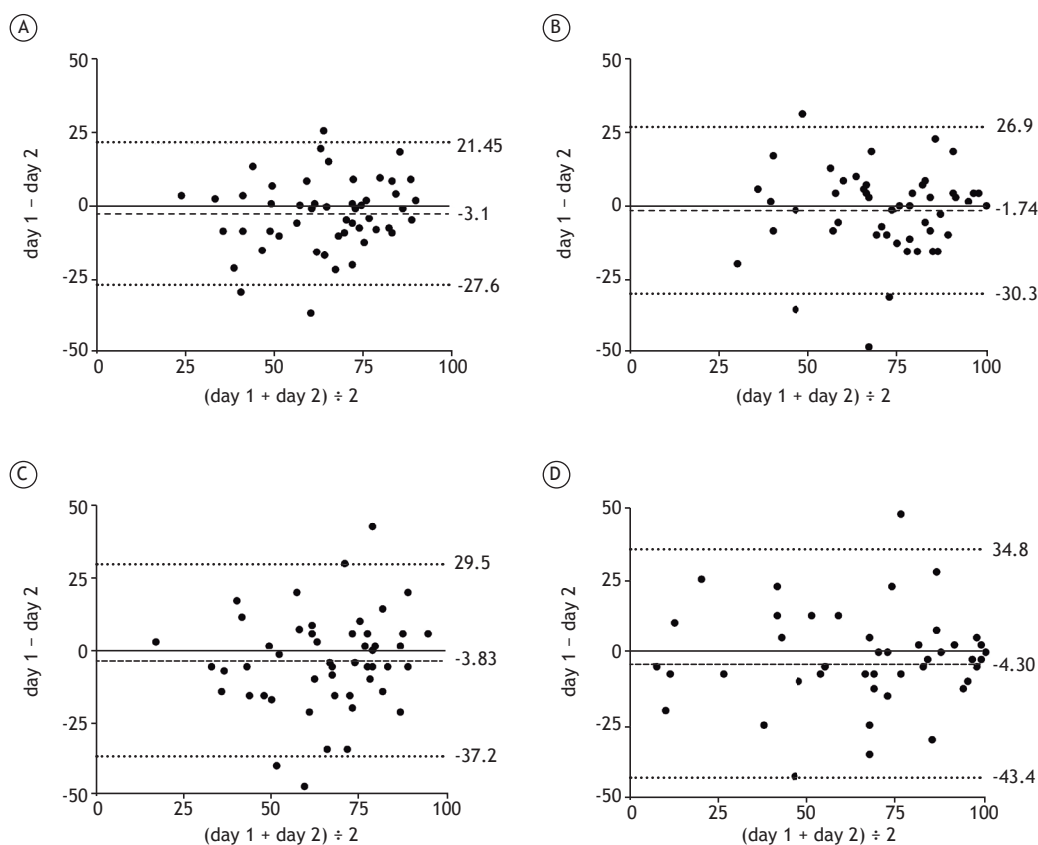 A
50
25
0
-25
-50
day 1 – day 2
21.45
-3.1
-27.6
0 25 50 75 100
(day 1 + day 2) ÷ 2
B
50
25
0
-25
-50
day 1 – day 2
26.9
-1.74
-30.3
0 25 50 75 100
(day 1 + day 2) ÷ 2
C
50
25
0
-25
-50
day 1 – day 2
29.5
-3.83
-37.2
0 25 50 75 100
(day 1 + day 2) ÷ 2
D
50
25
0
-25
-50
day 1 – day 2
34.8
-4.30
-43.4
0 25 50 75 100
(day 1 + day 2) ÷ 2